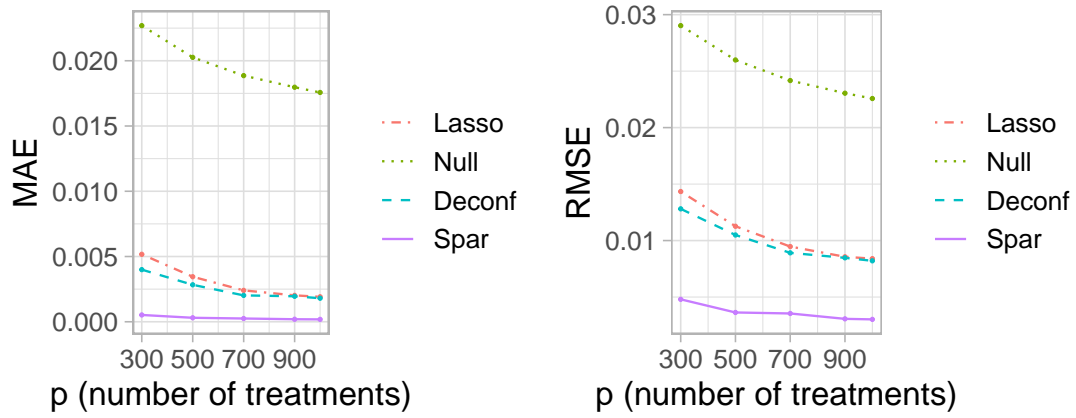 MAE
0.020
0.015
0.010
0.005
0.000
300 500 700 900
p (number of treatments)
Lasso
Null
Deconf
Spar
RMSE
0.03
0.02
0.01
300 500 700 900
p (number of treatments)
Lasso
Null
Deconf
Spar